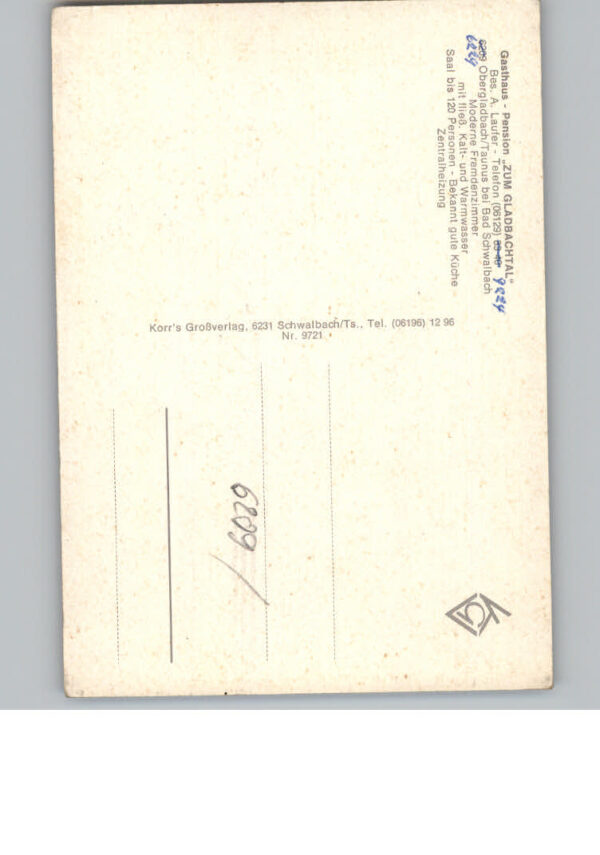 Gasthaus - Pension „ZUM GLADBACHTAL“
Bes. A. Laufer - Telefon (06129) 9224
6229
6209 Obergladbach/Taunus bei Bad Schwalbach
Moderne Fremdenzimmer
mit fließ. Kalt- und Warmwasser
Saal bis 120 Personen - Bekannt gute Küche
Zentralheizung
Korr's Großverlag, 6231 Schwalbach/Ts., Tel. (06196) 12 96
Nr. 9721
6209 /